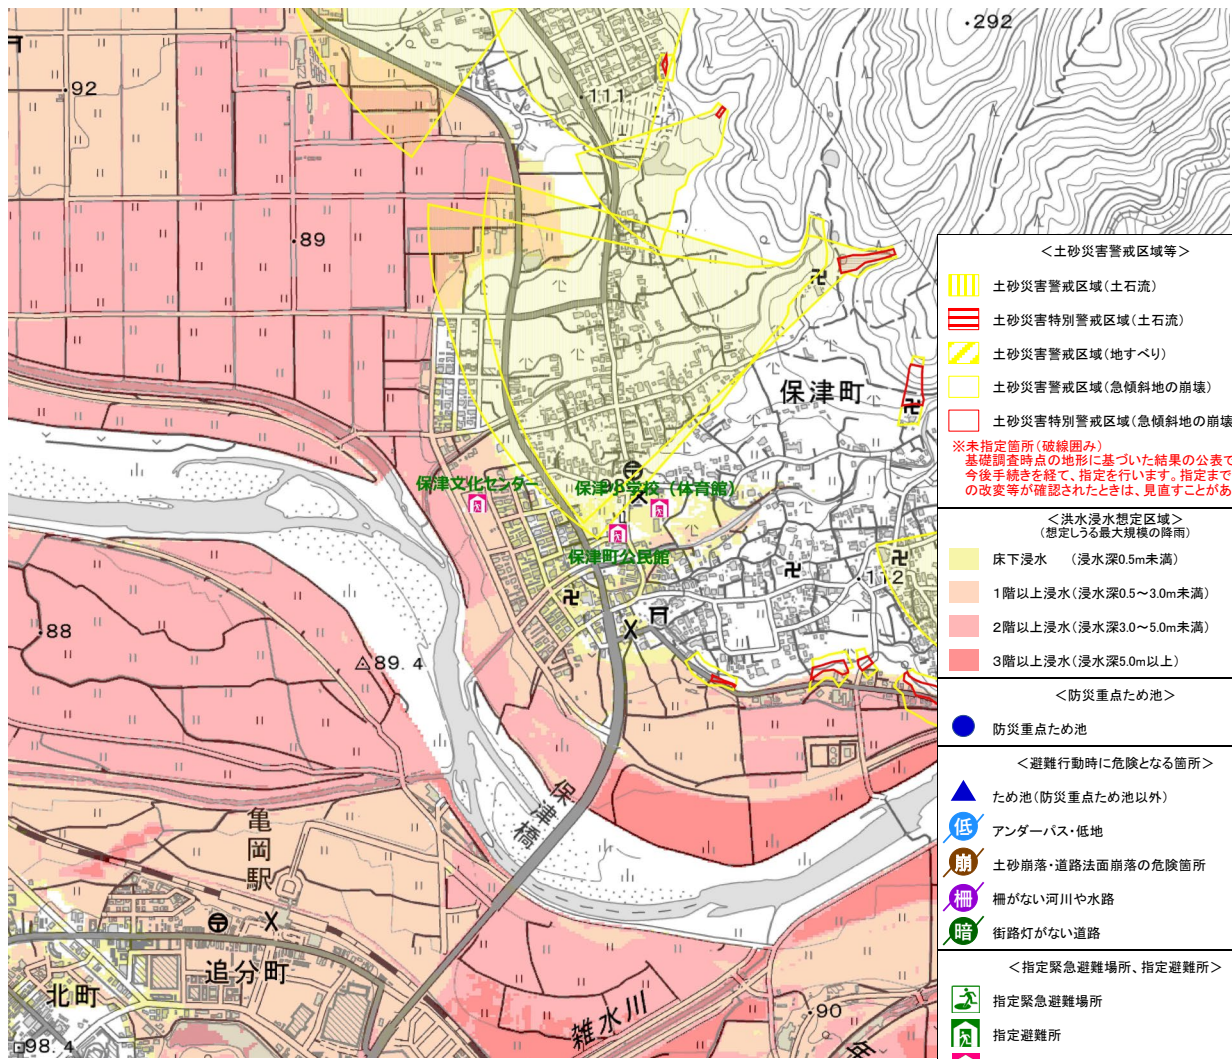 292
92
111
89
保津町
保津文化センター
保津小学校（体育館）
保津町公民館
112
88
89.4
保津橋
亀岡駅
追分町
北町
雑水川
90
98.4
＜土砂災害警戒区域等＞
土砂災害警戒区域（土石流）
土砂災害特別警戒区域（土石流）
土砂災害警戒区域（地すべり）
土砂災害警戒区域（急傾斜地の崩壊）
土砂災害特別警戒区域（急傾斜地の崩壊
※未指定箇所（破線囲み）
基礎調査時点の地形に基づいた結果の公表で
今後手続きを経て、指定を行います。指定まで
の改変等が確認されたときは、見直すことがあ
＜洪水浸水想定区域＞
（想定しうる最大規模の降雨）
床下浸水　（浸水深0.5m未満）
1階以上浸水（浸水深0.5～3.0m未満）
2階以上浸水（浸水深3.0～5.0m未満）
3階以上浸水（浸水深5.0m以上）
＜防災重点ため池＞
防災重点ため池
＜避難行動時に危険となる箇所＞
ため池（防災重点ため池以外）
低 アンダーパス・低地
崩 土砂崩落・道路法面崩落の危険箇所
柵 柵がない河川や水路
暗 街路灯がない道路
＜指定緊急避難場所、指定避難所＞
指定緊急避難場所
指定避難所